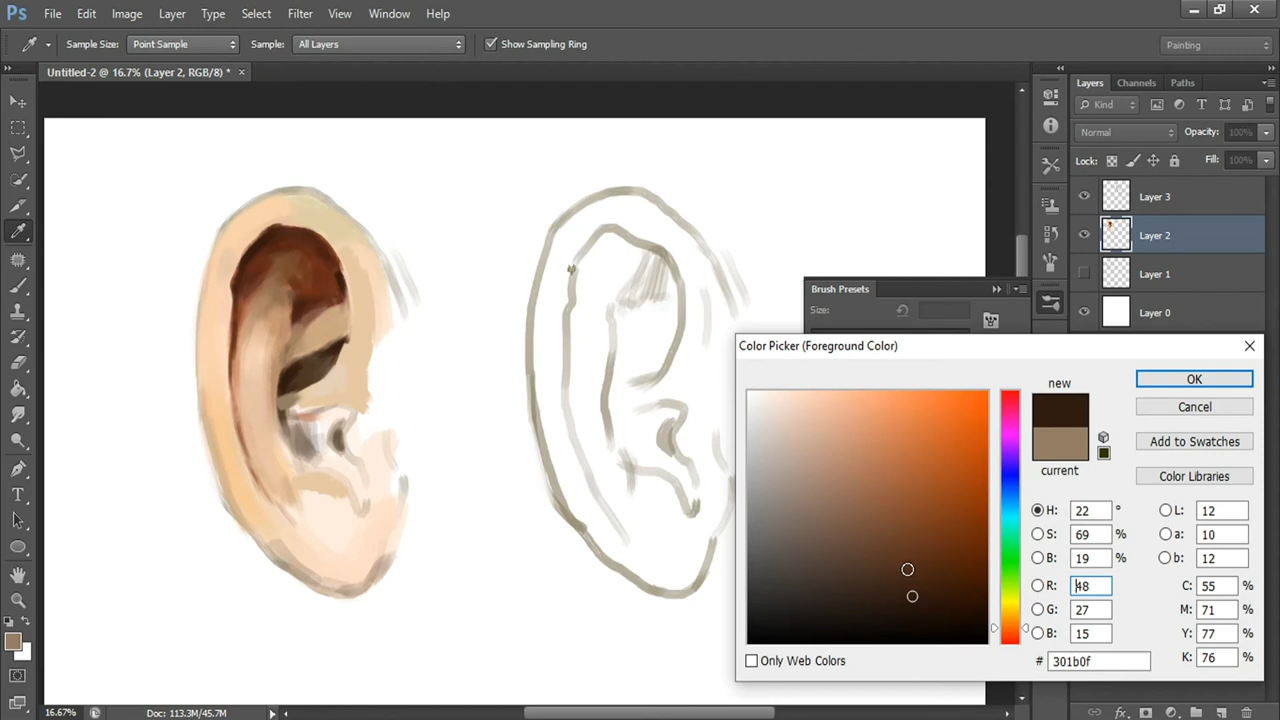 Ps File Edit Image Layer Type Select Filter View Window Help
Sample Size: Point Sample Sample: All Layers Show Sampling Ring Painting
Untitled-2 @ 16.7% (Layer 2, RGB/8) * ×
Layers Channels Paths
Kind
Normal Opacity: 100%
Lock: Fill: 100%
Layer 3
Layer 2
Layer 1
Layer 0
Brush Presets
Size:
Color Picker (Foreground Color)
new
current
OK
Cancel
Add to Swatches
Color Libraries
H: 22 ° L: 12
S: 69 % a: 10
B: 19 % b: 12
R: 48 C: 55 %
G: 27 M: 71 %
B: 15 Y: 77 %
# 301b0f K: 76 %
Only Web Colors
16.67% Doc: 113.3M/45.7M
T
fx